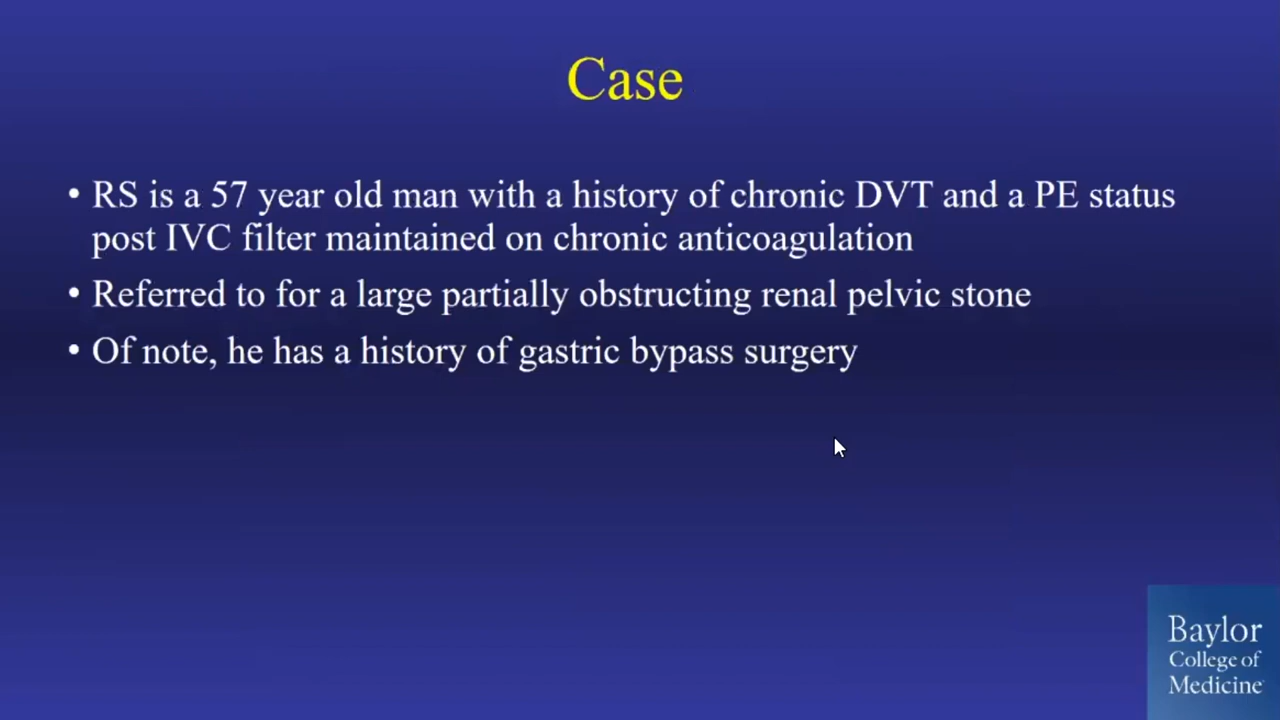 Case
• RS is a 57 year old man with a history of chronic DVT and a PE status
post IVC filter maintained on chronic anticoagulation
• Referred to for a large partially obstructing renal pelvic stone
• Of note, he has a history of gastric bypass surgery
Baylor
College of
Medicine